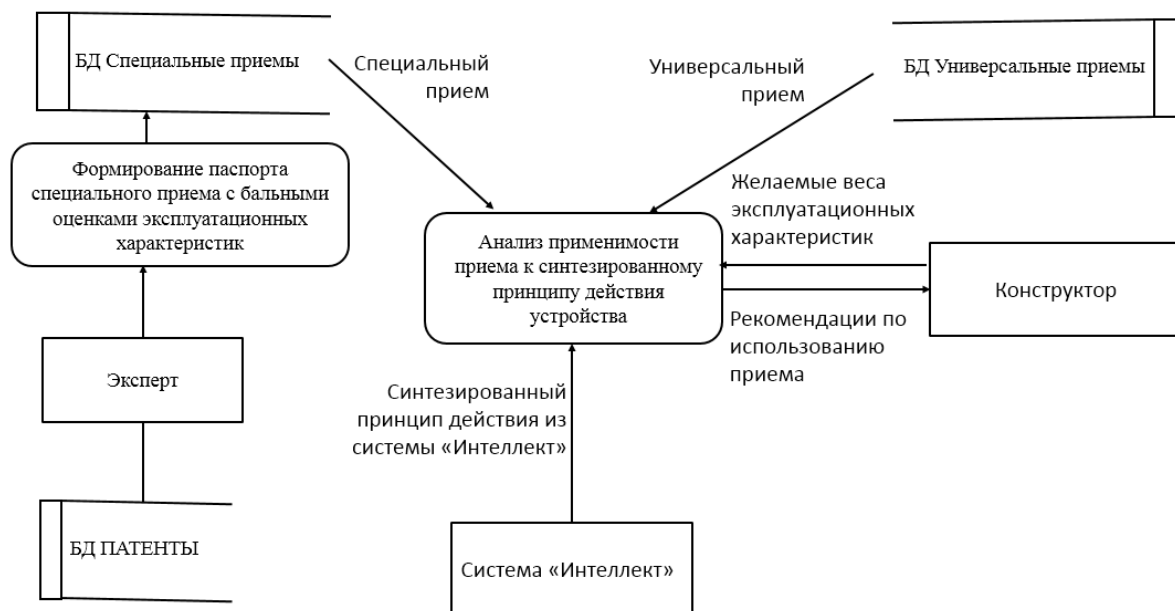 БД Специальные приемы
Специальный
прием
Универсальный
прием
БД Универсальные приемы
Формирование паспорта
специального приема с бальными
оценками эксплуатационных
характеристик
Желаемые веса
эксплуатационных
характеристик
Анализ применимости
приема к синтезированному
принципу действия
устройства
Конструктор
Рекомендации по
использованию
приема
Эксперт
Синтезированный
принцип действия из
системы «Интеллект»
БД ПАТЕНТЫ
Система «Интеллект»